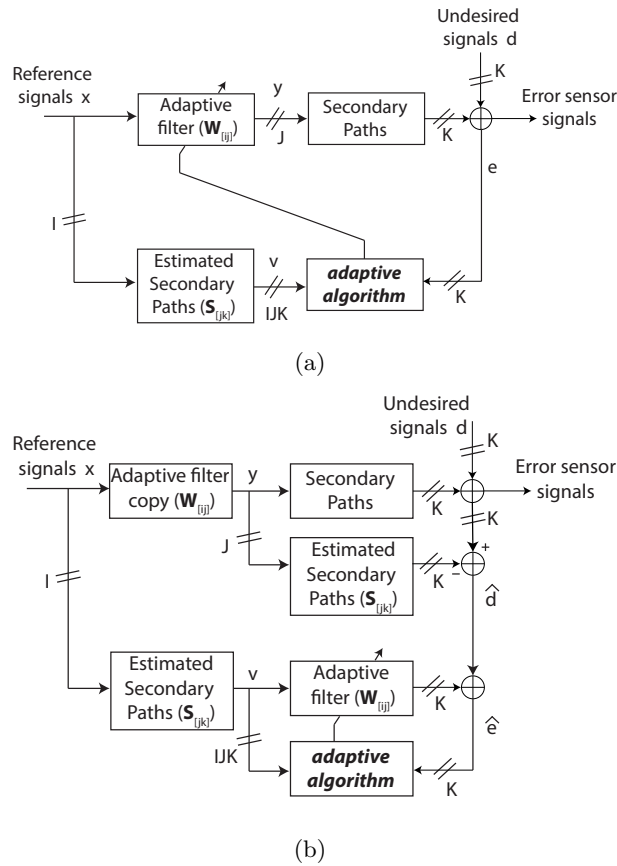 Undesired
signals d
K
Reference
signals x
y
Adaptive
filter (W[ij])
J
Secondary
Paths
K
Error sensor
signals
e
I
v
Estimated
Secondary
Paths (S[jk])
IJK
adaptive
algorithm
K
(a)
Undesired
signals d
K
Reference
signals x
Adaptive filter
copy (W[ij])
y
Secondary
Paths
K
Error sensor
signals
K
J
I
Estimated
Secondary
Paths (S[jk])
K
+
−
d̂
Estimated
Secondary
Paths (S[jk])
v
Adaptive
filter (W[ij])
K
ê
IJK
adaptive
algorithm
K
(b)